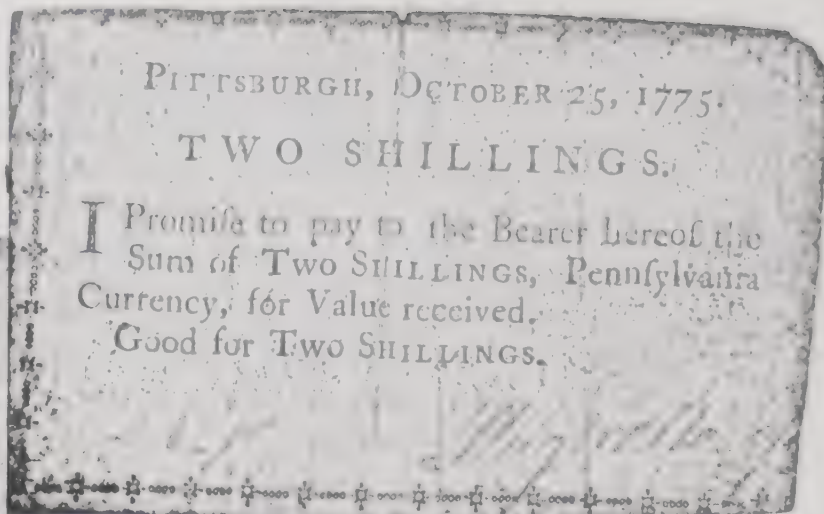 PITTSBURGH, OCTOBER 25, 1775.
TWO SHILLINGS.
I Promiſe to pay to the Bearer hereof the
Sum of TWO SHILLINGS, Pennſylvania
Currency, for Value received.
Good for TWO SHILLINGS.